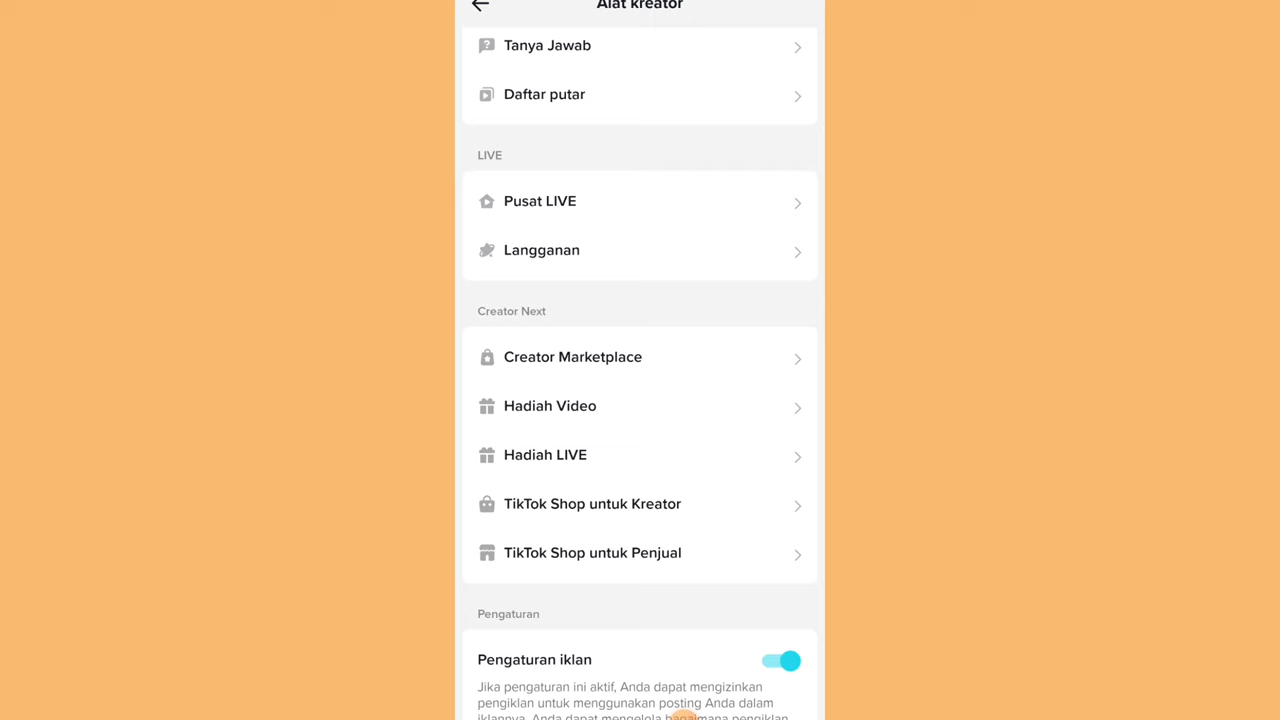 Alat kreator
Tanya Jawab
Daftar putar
LIVE
Pusat LIVE
Langganan
Creator Next
Creator Marketplace
Hadiah Video
Hadiah LIVE
TikTok Shop untuk Kreator
TikTok Shop untuk Penjual
Pengaturan
Pengaturan iklan
Jika pengaturan ini aktif, Anda dapat mengizinkan
pengiklan untuk menggunakan posting Anda dalam
iklannya. Anda dapat mengelola bagaimana pengiklan